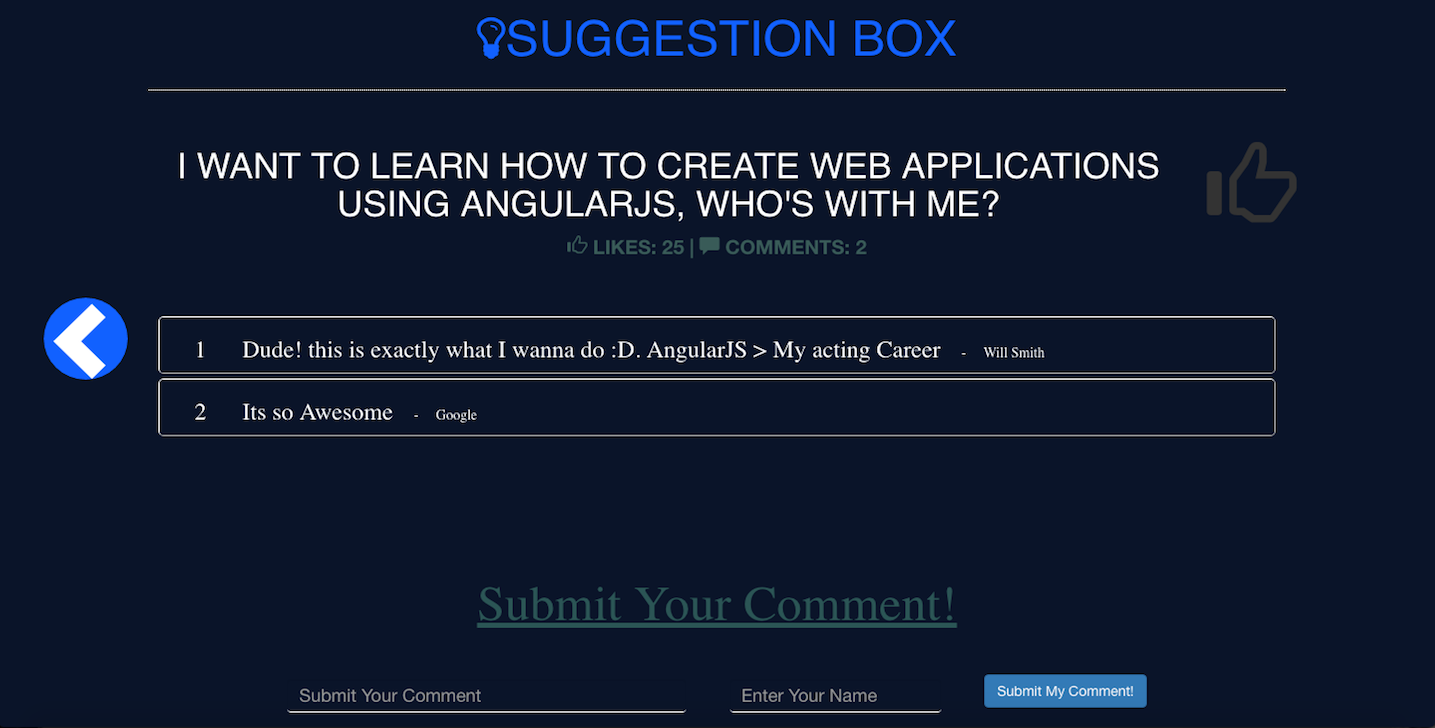 SUGGESTION BOX
I WANT TO LEARN HOW TO CREATE WEB APPLICATIONS
USING ANGULARJS, WHO'S WITH ME?
LIKES: 25 | COMMENTS: 2
1 Dude! this is exactly what I wanna do :D. AngularJS > My acting Career - Will Smith
2 Its so Awesome - Google
Submit Your Comment!
Submit Your Comment Enter Your Name Submit My Comment!